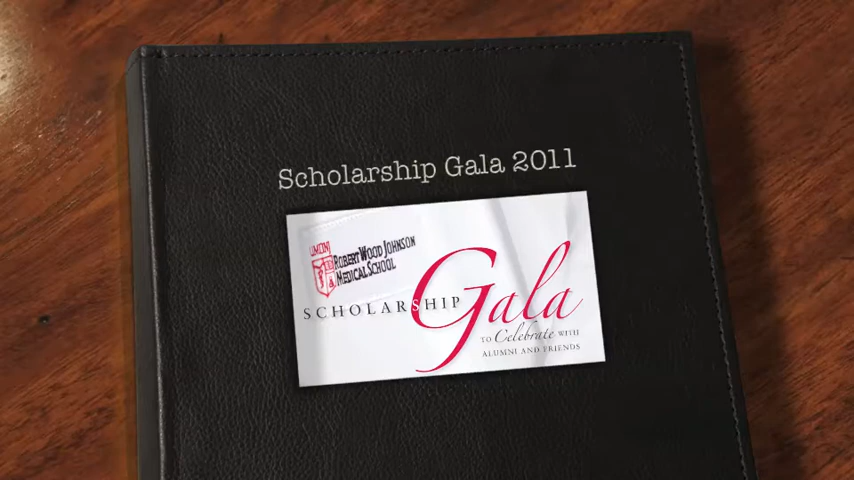 Scholarship Gala 2011
UMDNJ
ROBERT WOOD JOHNSON
MEDICAL SCHOOL
SCHOLARSHIP Gala
TO Celebrate WITH
ALUMNI AND FRIENDS